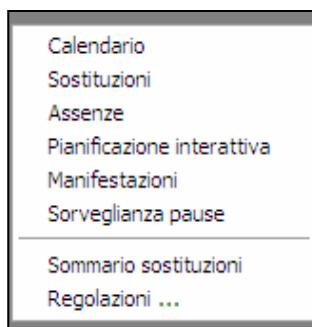 Calendario
Sostituzioni
Assenze
Pianificazione interattiva
Manifestazioni
Sorveglianza pause
Sommario sostituzioni
Regolazioni ...